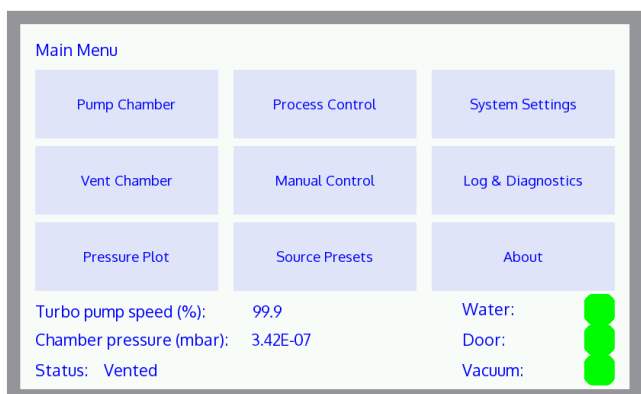 Main Menu
Pump Chamber Process Control System Settings
Vent Chamber Manual Control Log & Diagnostics
Pressure Plot Source Presets About
Turbo pump speed (%): 99.9 Water:
Chamber pressure (mbar): 3.42E-07 Door:
Status: Vented Vacuum: